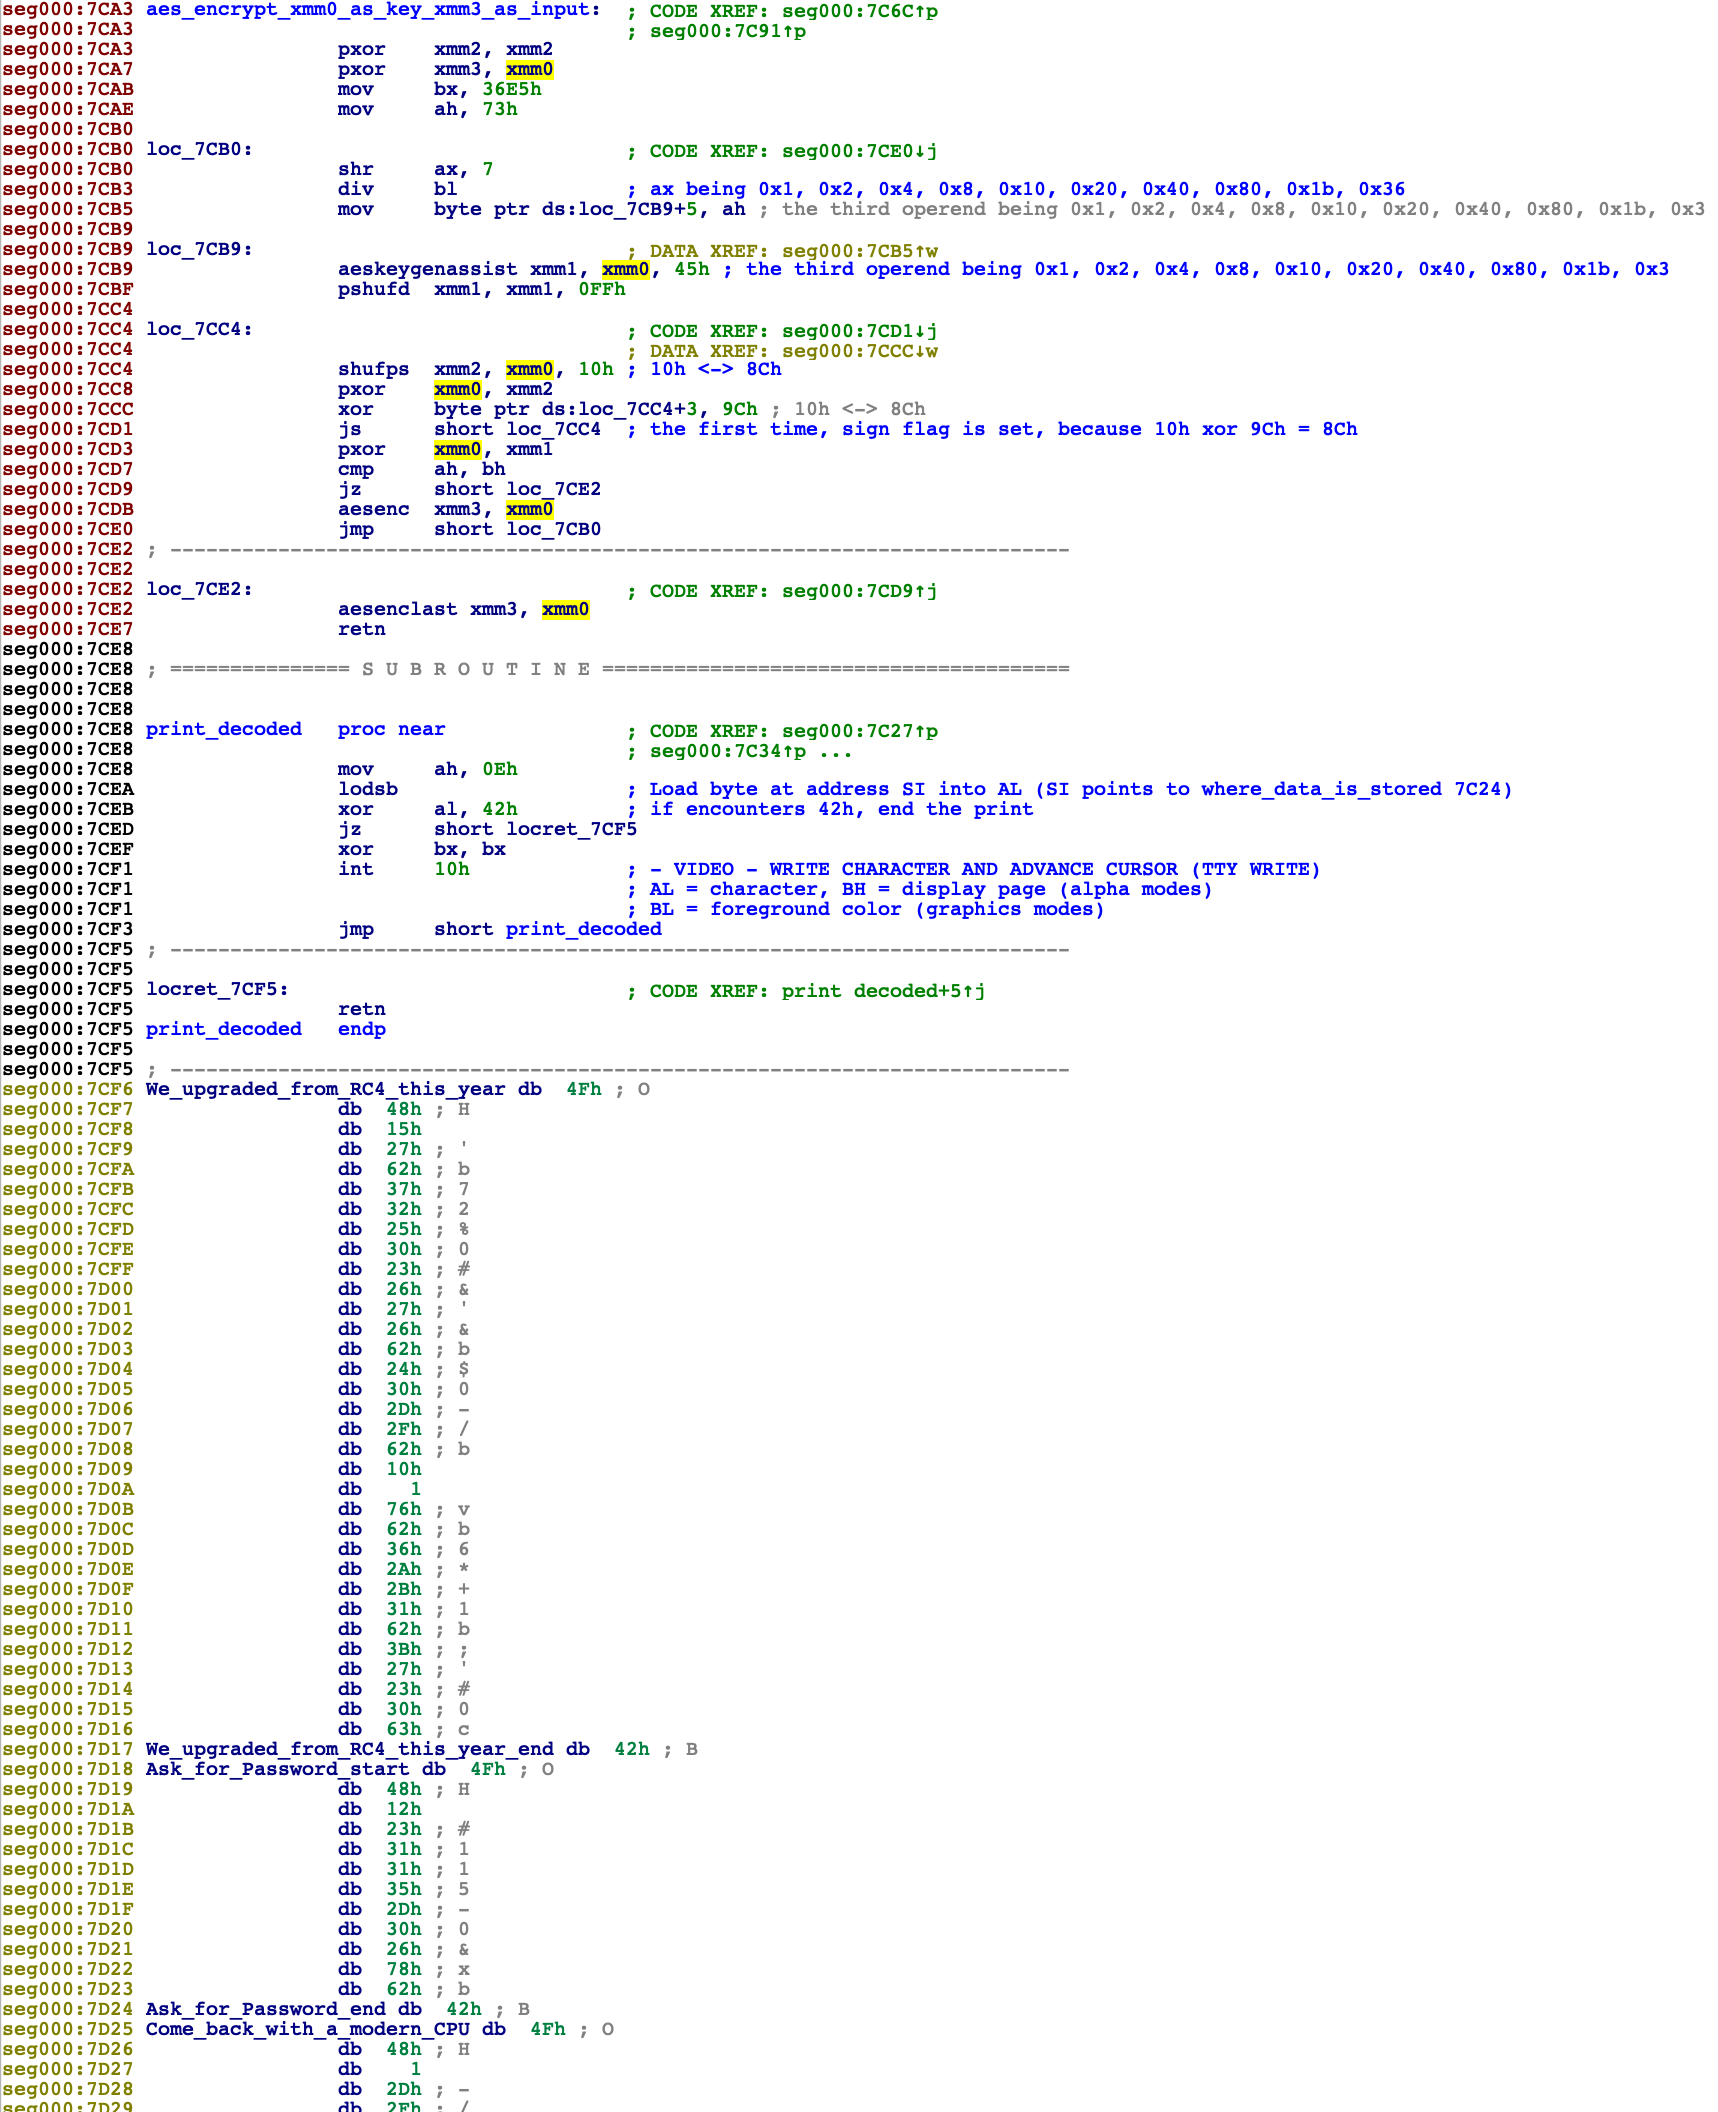 seg000:7CA3 aes_encrypt_xmm0_as_key_xmm3_as_input:  ; CODE XREF: seg000:7C6C↑p
seg000:7CA3                                         ; seg000:7C91↑p
seg000:7CA3                 pxor    xmm2, xmm2
seg000:7CA7                 pxor    xmm3, xmm0
seg000:7CAB                 mov     bx, 36E5h
seg000:7CAE                 mov     ah, 73h
seg000:7CB0
seg000:7CB0 loc_7CB0:                               ; CODE XREF: seg000:7CE0↓j
seg000:7CB0                 shr     ax, 7
seg000:7CB3                 div     bl              ; ax being 0x1, 0x2, 0x4, 0x8, 0x10, 0x20, 0x40, 0x80, 0x1b, 0x36
seg000:7CB5                 mov     byte ptr ds:loc_7CB9+5, ah ; the third operend being 0x1, 0x2, 0x4, 0x8, 0x10, 0x20, 0x40, 0x80, 0x1b, 0x3
seg000:7CB9
seg000:7CB9 loc_7CB9:                               ; DATA XREF: seg000:7CB5↑w
seg000:7CB9                 aeskeygenassist xmm1, xmm0, 45h ; the third operend being 0x1, 0x2, 0x4, 0x8, 0x10, 0x20, 0x40, 0x80, 0x1b, 0x3
seg000:7CBF                 pshufd  xmm1, xmm1, 0FFh
seg000:7CC4
seg000:7CC4 loc_7CC4:                               ; CODE XREF: seg000:7CD1↓j
seg000:7CC4                                         ; DATA XREF: seg000:7CCC↓w
seg000:7CC4                 shufps  xmm2, xmm0, 10h ; 10h <-> 8Ch
seg000:7CC8                 pxor    xmm0, xmm2
seg000:7CCC                 xor     byte ptr ds:loc_7CC4+3, 9Ch ; 10h <-> 8Ch
seg000:7CD1                 js      short loc_7CC4  ; the first time, sign flag is set, because 10h xor 9Ch = 8Ch
seg000:7CD3                 pxor    xmm0, xmm1
seg000:7CD7                 cmp     ah, bh
seg000:7CD9                 jz      short loc_7CE2
seg000:7CDB                 aesenc  xmm3, xmm0
seg000:7CE0                 jmp     short loc_7CB0
seg000:7CE2 ; ---------------------------------------------------------------------------
seg000:7CE2
seg000:7CE2 loc_7CE2:                               ; CODE XREF: seg000:7CD9↑j
seg000:7CE2                 aesenclast xmm3, xmm0
seg000:7CE7                 retn
seg000:7CE8
seg000:7CE8 ; =============== S U B R O U T I N E =======================================
seg000:7CE8
seg000:7CE8
seg000:7CE8 print_decoded   proc near               ; CODE XREF: seg000:7C27↑p
seg000:7CE8                                         ; seg000:7C34↑p ...
seg000:7CE8                 mov     ah, 0Eh
seg000:7CEA                 lodsb                   ; Load byte at address SI into AL (SI points to where_data_is_stored 7C24)
seg000:7CEB                 xor     al, 42h         ; if encounters 42h, end the print
seg000:7CED                 jz      short locret_7CF5
seg000:7CEF                 xor     bx, bx
seg000:7CF1                 int     10h             ; - VIDEO - WRITE CHARACTER AND ADVANCE CURSOR (TTY WRITE)
seg000:7CF1                                         ; AL = character, BH = display page (alpha modes)
seg000:7CF1                                         ; BL = foreground color (graphics modes)
seg000:7CF3                 jmp     short print_decoded
seg000:7CF5 ; ---------------------------------------------------------------------------
seg000:7CF5
seg000:7CF5 locret_7CF5:                            ; CODE XREF: print_decoded+5↑j
seg000:7CF5                 retn
seg000:7CF5 print_decoded   endp
seg000:7CF5
seg000:7CF5 ; ---------------------------------------------------------------------------
seg000:7CF6 We_upgraded_from_RC4_this_year db  4Fh ; O
seg000:7CF7                 db  48h ; H
seg000:7CF8                 db  15h
seg000:7CF9                 db  27h ; '
seg000:7CFA                 db  62h ; b
seg000:7CFB                 db  37h ; 7
seg000:7CFC                 db  32h ; 2
seg000:7CFD                 db  25h ; %
seg000:7CFE                 db  30h ; 0
seg000:7CFF                 db  23h ; #
seg000:7D00                 db  26h ; &
seg000:7D01                 db  27h ; '
seg000:7D02                 db  26h ; &
seg000:7D03                 db  62h ; b
seg000:7D04                 db  24h ; $
seg000:7D05                 db  30h ; 0
seg000:7D06                 db  2Dh ; -
seg000:7D07                 db  2Fh ; /
seg000:7D08                 db  62h ; b
seg000:7D09                 db  10h
seg000:7D0A                 db    1
seg000:7D0B                 db  76h ; v
seg000:7D0C                 db  62h ; b
seg000:7D0D                 db  36h ; 6
seg000:7D0E                 db  2Ah ; *
seg000:7D0F                 db  2Bh ; +
seg000:7D10                 db  31h ; 1
seg000:7D11                 db  62h ; b
seg000:7D12                 db  3Bh ; ;
seg000:7D13                 db  27h ; '
seg000:7D14                 db  23h ; #
seg000:7D15                 db  30h ; 0
seg000:7D16                 db  63h ; c
seg000:7D17 We_upgraded_from_RC4_this_year_end db  42h ; B
seg000:7D18 Ask_for_Password_start db  4Fh ; O
seg000:7D19                 db  48h ; H
seg000:7D1A                 db  12h
seg000:7D1B                 db  23h ; #
seg000:7D1C                 db  31h ; 1
seg000:7D1D                 db  31h ; 1
seg000:7D1E                 db  35h ; 5
seg000:7D1F                 db  2Dh ; -
seg000:7D20                 db  30h ; 0
seg000:7D21                 db  26h ; &
seg000:7D22                 db  78h ; x
seg000:7D23                 db  62h ; b
seg000:7D24 Ask_for_Password_end db  42h ; B
seg000:7D25 Come_back_with_a_modern_CPU db  4Fh ; O
seg000:7D26                 db  48h ; H
seg000:7D27                 db    1
seg000:7D28                 db  2Dh ; -
seg000:7D29                 db  2Fh ; /